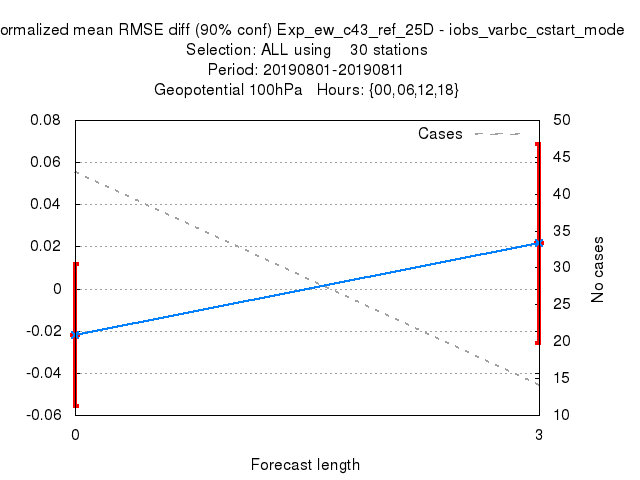 ormalized mean RMSE diff (90% conf) Exp_ew_c43_ref_25D - iobs_varbc_cstart_mode
Selection: ALL using 30 stations
Period: 20190801-20190811
Geopotential 100hPa Hours: {00,06,12,18}
Cases
0.08
0.06
0.04
0.02
0
-0.02
-0.04
-0.06
50
45
40
35
30
25
20
15
10
No cases
0 3
Forecast length